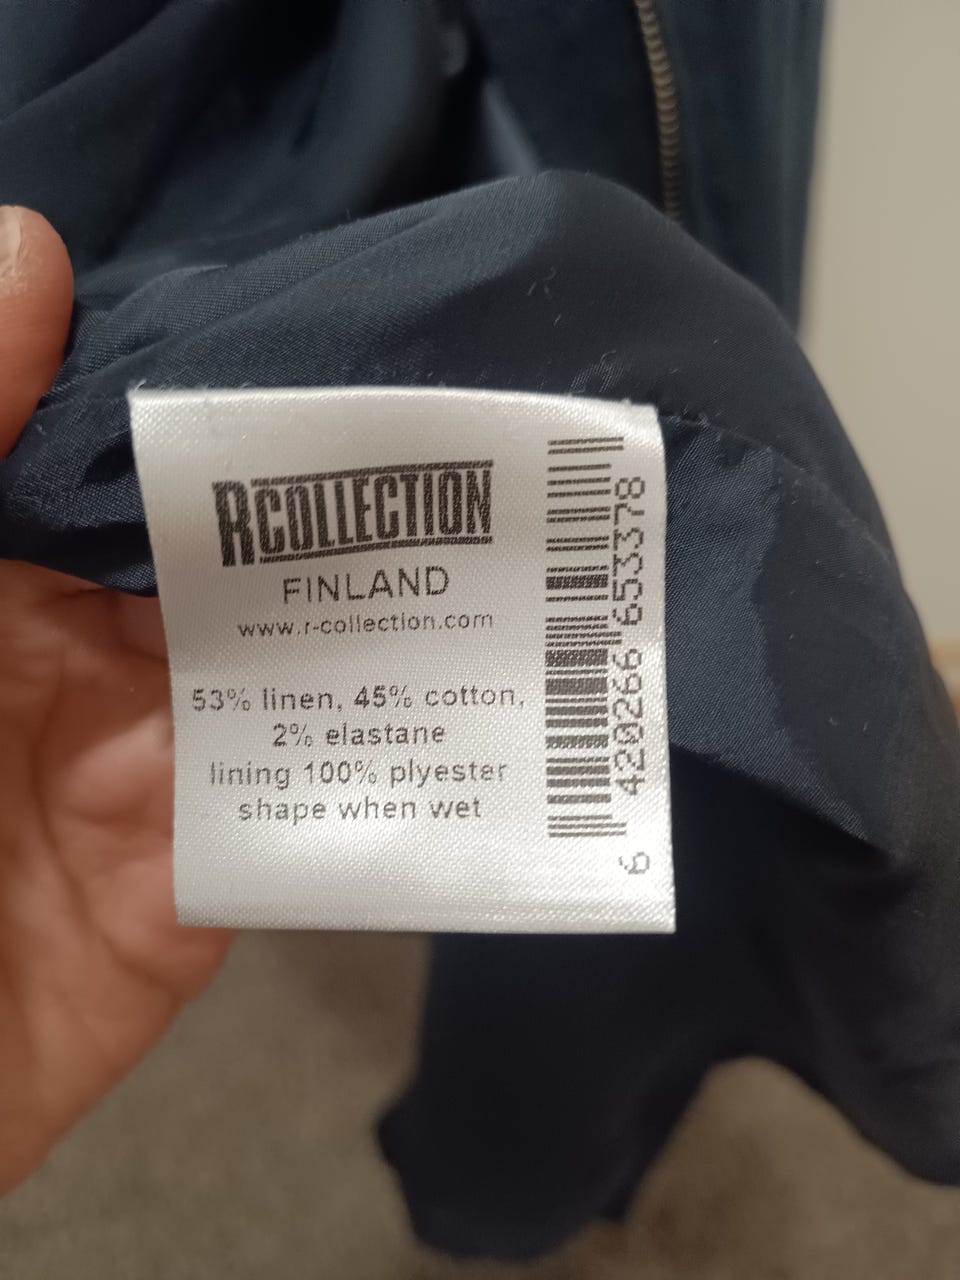 RCOLLECTION
FINLAND
www.r-collection.com
53% linen, 45% cotton,
2% elastane
lining 100% plyester
shape when wet
6 420266 653378